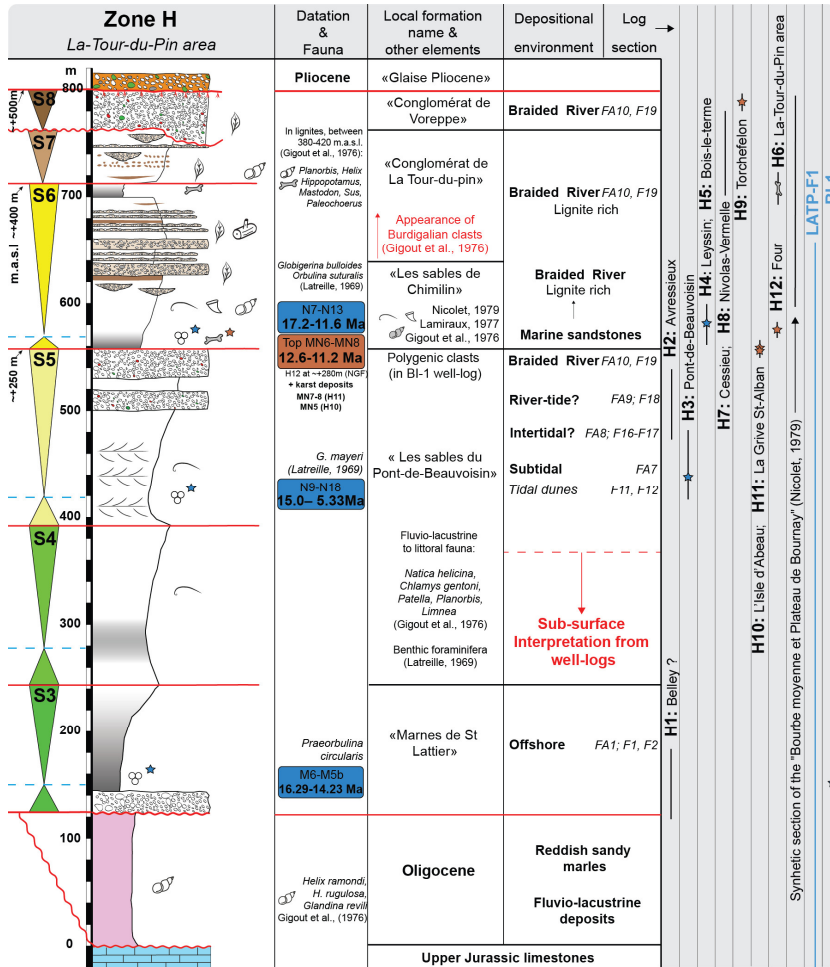 Zone H
La-Tour-du-Pin area
Datation
&
Fauna
Local formation
name &
other elements
Depositional
environment
Log
section
m
800
700
600
500
400
300
200
100
0
S8
S7
S6
S5
S4
S3
~+500m
m.a.s.l ~+400 m
~+250 m
Pliocene
«Glaise Pliocene»
«Conglomérat de
Voreppe»
Braided River FA10, F19
In lignites, between
380-420 m.a.s.l.
(Gigout et al., 1976):
Planorbis, Helix
Hippopotamus,
Mastodon, Sus,
Paleochoerus
«Conglomérat de
La Tour-du-pin»
Braided River FA10, F19
Lignite rich
Appearance of
Burdigalian clasts
(Gigout et al., 1976)
Globigerina bulloides
Orbulina suturalis
(Latreille, 1969)
N7-N13
17.2-11.6 Ma
Top MN6-MN8
12.6-11.2 Ma
H12 at ~+280m (NGF)
+ karst deposits
MN7-8 (H11)
MN5 (H10)
«Les sables de
Chimilin»
Nicolet, 1979
Lamiraux, 1977
Gigout et al., 1976
Braided River
Lignite rich
Marine sandstones
Polygenic clasts
(in BI-1 well-log)
Braided River FA10, F19
River-tide? FA9; F18
Intertidal? FA8; F16-F17
Subtidal FA7
Tidal dunes F11, F12
G. mayeri
(Latreille, 1969)
N9-N18
15.0– 5.33Ma
« Les sables du
Pont-de-Beauvoisin»
Fluvio-lacustrine
to littoral fauna:
Natica helicina,
Chlamys gentoni,
Patella, Planorbis,
Limnea
(Gigout et al., 1976)
Benthic foraminifera
(Latreille, 1969)
Sub-surface
Interpretation from
well-logs
Praeorbulina
circularis
M6-M5b
16.29-14.23 Ma
«Marnes de St
Lattier»
Offshore FA1; F1, F2
Helix ramondi,
H. rugulosa,
Glandina revili
Gigout et al., (1976)
Oligocene
Reddish sandy
marles
Fluvio-lacustrine
deposits
Upper Jurassic limestones
H1: Belley ?
H2: Avressieux
H3: Pont-de-Beauvoisin
H4: Leyssin; H5: Bois-le-terme
H7: Cessieu; H8: Nivolas-Vermelle
H9: Torchefelon
H10: L'Isle d'Abeau; H11: La Grive St-Alban
H12: Four
H6: La-Tour-du-Pin area
Synhetic section of the "Bourbe moyenne et Plateau de Bournay" (Nicolet, 1979)
LATP-F1